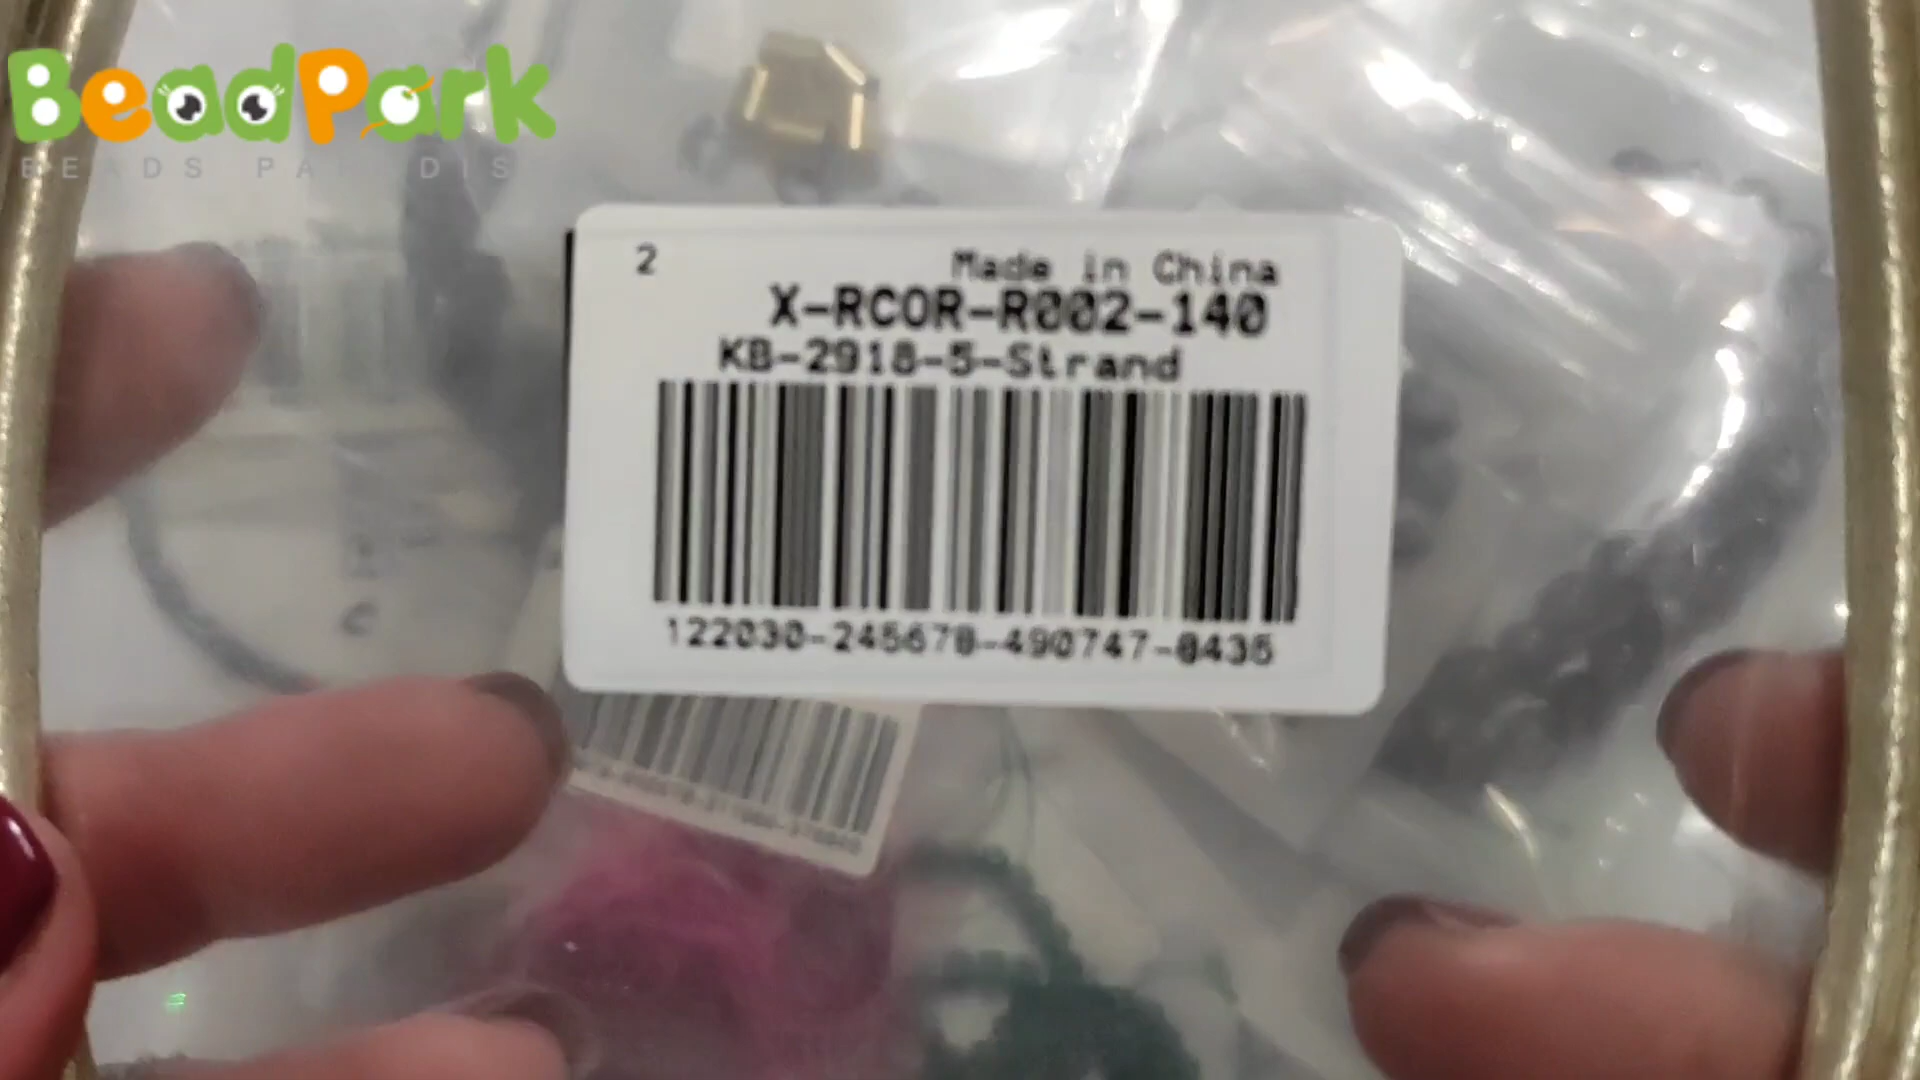 BeadPark
BEADS PARADIS
2
Made in China
X-RCOR-R002-140
KB-2918-5-Strand
122030-245678-490747-0435